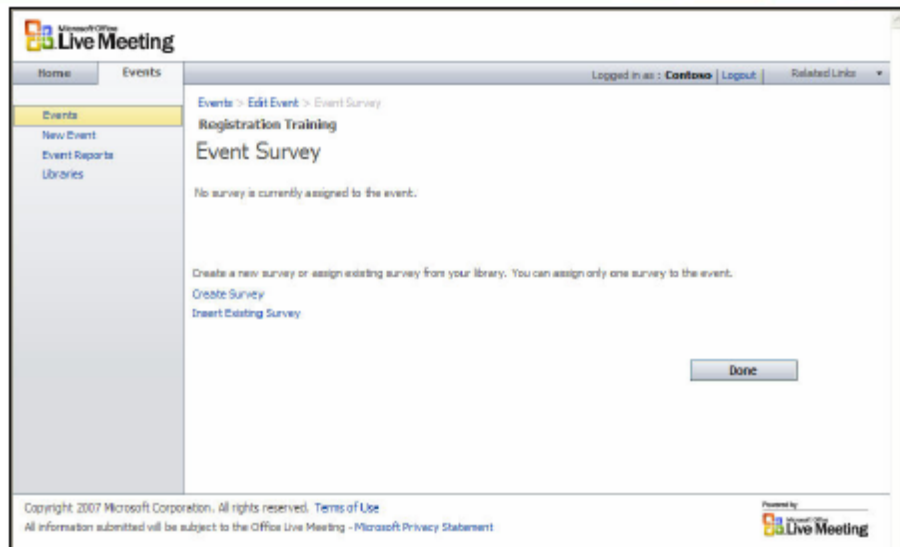 Microsoft Office
Live Meeting
Home
Events
Logged in as : Contoso | Logout |
Related Links
Events
New Event
Event Reports
Libraries
Events > Edit Event > Event Survey
Registration Training
Event Survey
No survey is currently assigned to the event.
Create a new survey or assign existing survey from your library. You can assign only one survey to the event.
Create Survey
Insert Existing Survey
Done
Copyright 2007 Microsoft Corporation. All rights reserved. Terms of Use
All information submitted will be subject to the Office Live Meeting - Microsoft Privacy Statement
Powered by
Microsoft Office
Live Meeting